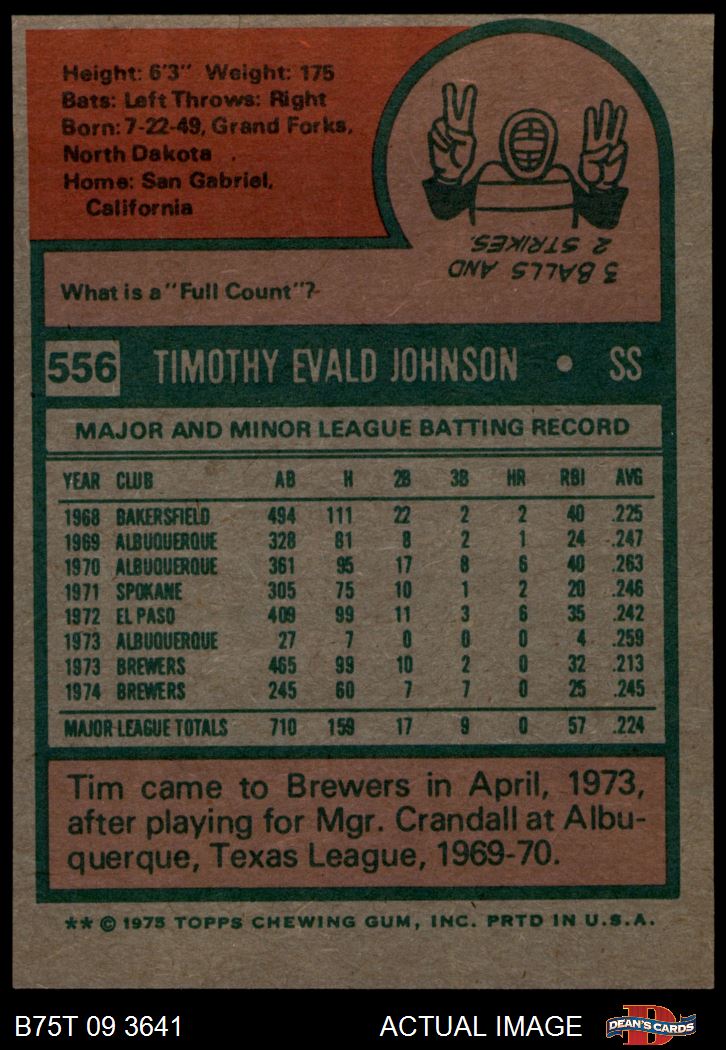 Height: 6'3" Weight: 175
Bats: Left Throws: Right
Born: 7-22-49, Grand Forks,
North Dakota
Home: San Gabriel,
California
What is a "Full Count"?
3 BALLS AND
2 STRIKES.
556 TIMOTHY EVALD JOHNSON • SS
MAJOR AND MINOR LEAGUE BATTING RECORD
YEAR CLUB AB H 2B 3B HR RBI AVG
1968 BAKERSFIELD 494 111 22 2 2 40 .225
1969 ALBUQUERQUE 328 81 8 2 1 24 .247
1970 ALBUQUERQUE 361 95 17 8 6 40 .263
1971 SPOKANE 305 75 10 1 2 20 .246
1972 EL PASO 409 99 11 3 6 35 .242
1973 ALBUQUERQUE 27 7 0 0 0 4 .259
1973 BREWERS 465 99 10 2 0 32 .213
1974 BREWERS 245 60 7 7 0 25 .245
MAJOR LEAGUE TOTALS 710 159 17 9 0 57 .224
Tim came to Brewers in April, 1973,
after playing for Mgr. Crandall at Albu-
querque, Texas League, 1969-70.
** © 1975 TOPPS CHEWING GUM, INC. PRTD IN U.S.A.
B75T 09 3641 ACTUAL IMAGE DEAN'S CARDS